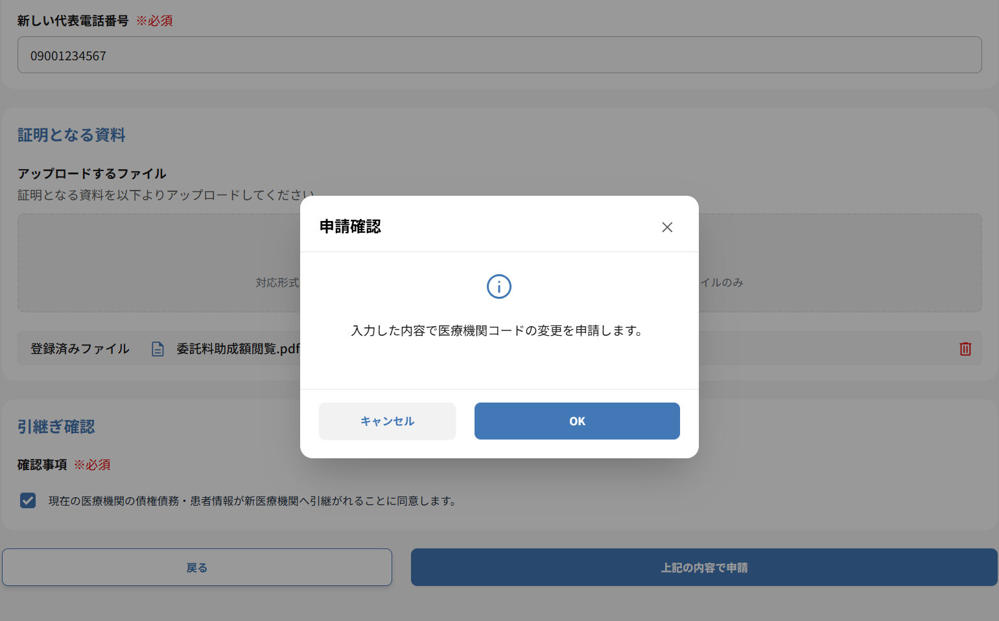 新しい代表電話番号 ※必須
09001234567
証明となる資料
アップロードするファイル
証明となる資料を以下よりアップロードしてください
対応形式
イルのみ
登録済みファイル 委託料助成額閲覧.pdf
申請確認
入力した内容で医療機関コードの変更を申請します。
キャンセル OK
引継ぎ確認
確認事項 ※必須
現在の医療機関の債権債務・患者情報が新医療機関へ引継がれることに同意します。
戻る 上記の内容で申請